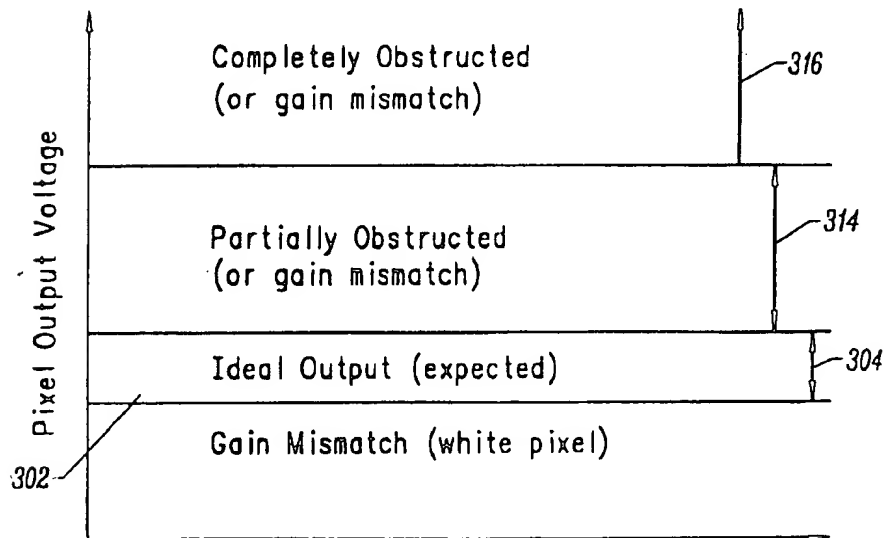 Completely Obstructed
(or gain mismatch)
316
Pixel Output Voltage
Partially Obstructed
(or gain mismatch)
314
Ideal Output (expected)
304
Gain Mismatch (white pixel)
302